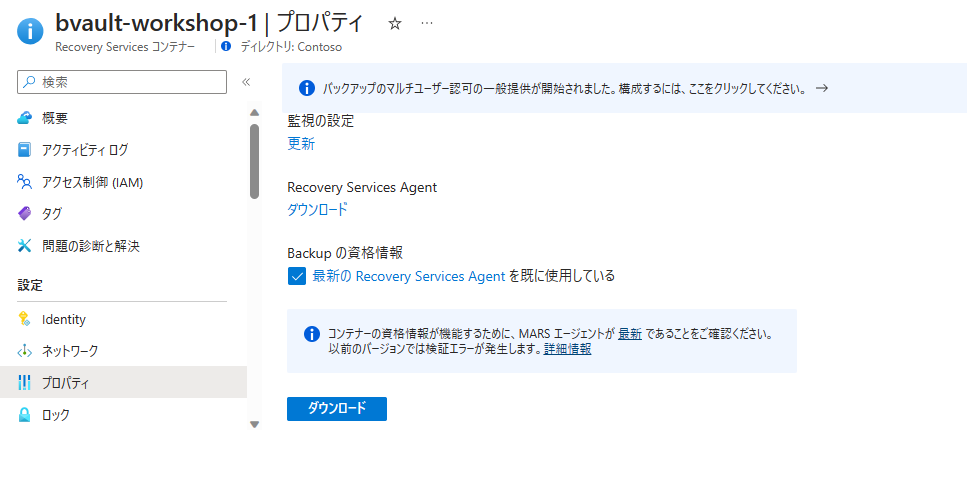 bvault-workshop-1 | プロパティ
Recovery Services コンテナー
ディレクトリ: Contoso
検索
概要
アクティビティ ログ
アクセス制御 (IAM)
タグ
問題の診断と解決
設定
Identity
ネットワーク
プロパティ
ロック
バックアップのマルチユーザー認可の一般提供が開始されました。構成するには、ここをクリックしてください。 →
監視の設定
更新
Recovery Services Agent
ダウンロード
Backup の資格情報
最新の Recovery Services Agent を既に使用している
コンテナーの資格情報が機能するために、MARS エージェントが 最新 であることをご確認ください。
以前のバージョンでは検証エラーが発生します。詳細情報
ダウンロード